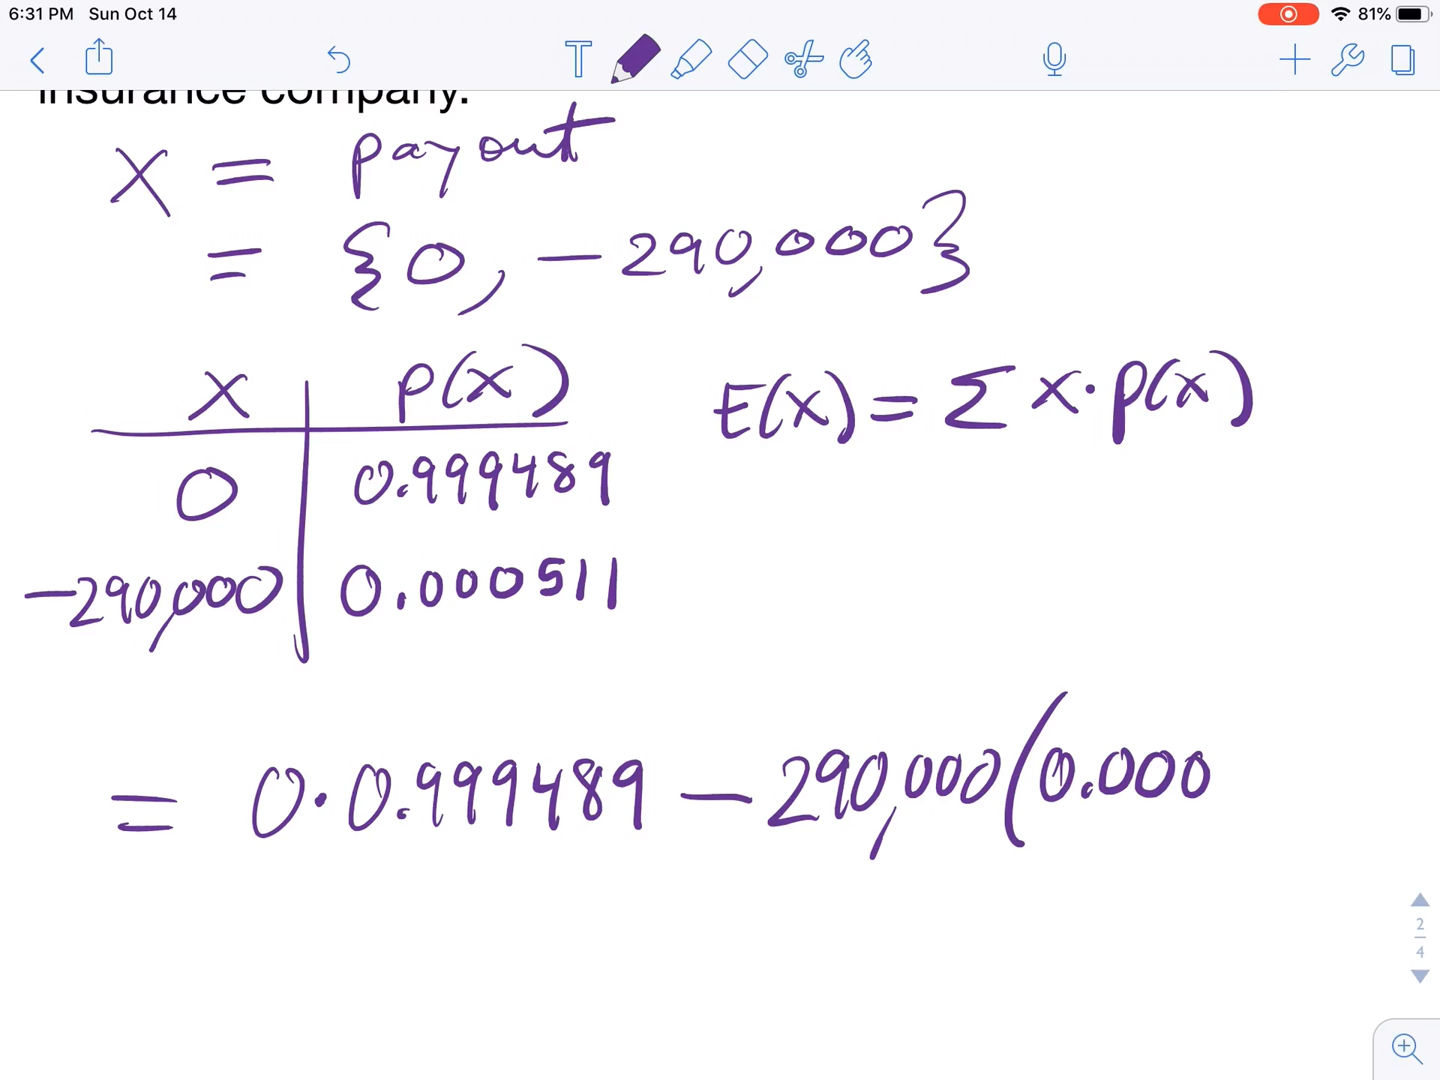 6:31 PM Sun Oct 14 81%
T
insurance company.
X = payout
= {0, -290,000}
X P(x)
E(x) = Σ x·p(x)
0 0.999489
-290,000 0.000511
= 0·0.999489 - 290,000(0.000
2
4